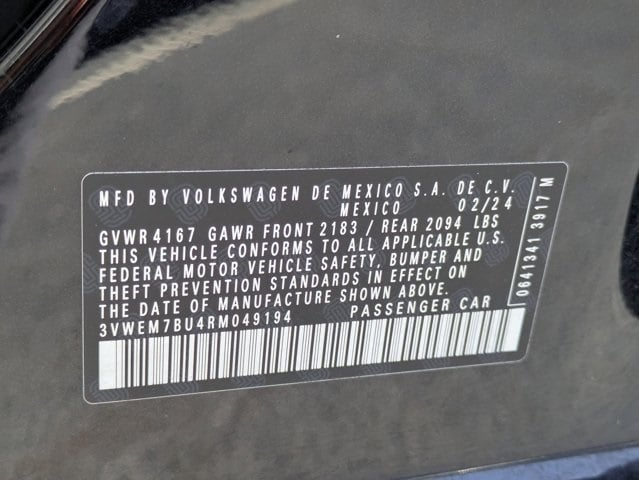 MFD BY VOLKSWAGEN DE MEXICO S.A. DE C.V.
MEXICO 02/24
GVWR 4167 GAWR FRONT 2183 / REAR 2094 LBS
THIS VEHICLE CONFORMS TO ALL APPLICABLE U.S.
FEDERAL MOTOR VEHICLE SAFETY, BUMPER AND
THEFT PREVENTION STANDARDS IN EFFECT ON
THE DATE OF MANUFACTURE SHOWN ABOVE.
3VWEM7BU4RM049194 PASSENGER CAR
0641341 3917 M